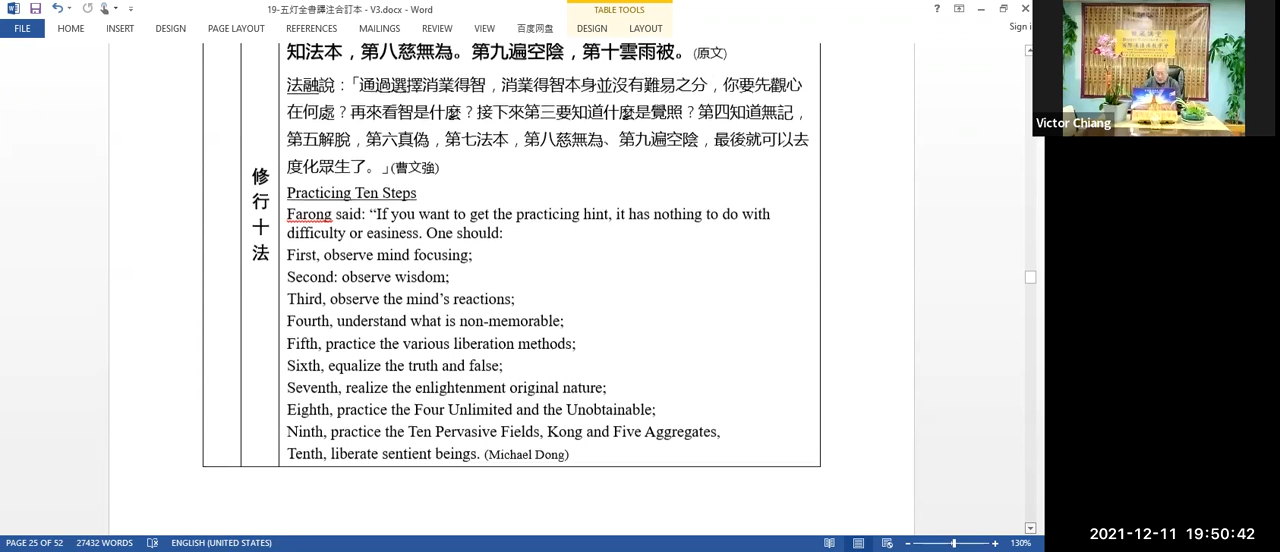 19-五灯全書譯注合訂本 - V3.docx - Word
TABLE TOOLS
FILE HOME INSERT DESIGN PAGE LAYOUT REFERENCES MAILINGS REVIEW VIEW 百度网盘 DESIGN LAYOUT
Sign i
知法本，第八慈無為。第九遍空陰，第十雲雨被。(原文)
法融說：「通過選擇消業得智，消業得智本身並沒有難易之分，你要先觀心
在何處？再來看智是什麼？接下來第三要知道什麼是覺照？第四知道無記，
第五解脫，第六真偽，第七法本，第八慈無為、第九遍空陰，最後就可以去
度化眾生了。」(曹文強)
修行十法
Practicing Ten Steps
Farong said: “If you want to get the practicing hint, it has nothing to do with
difficulty or easiness. One should:
First, observe mind focusing;
Second: observe wisdom;
Third, observe the mind’s reactions;
Fourth, understand what is non-memorable;
Fifth, practice the various liberation methods;
Sixth, equalize the truth and false;
Seventh, realize the enlightenment original nature;
Eighth, practice the Four Unlimited and the Unobtainable;
Ninth, practice the Ten Pervasive Fields, Kong and Five Aggregates,
Tenth, liberate sentient beings. (Michael Dong)
Victor Chiang
PAGE 25 OF 52 27432 WORDS ENGLISH (UNITED STATES) 130%
2021-12-11 19:50:42